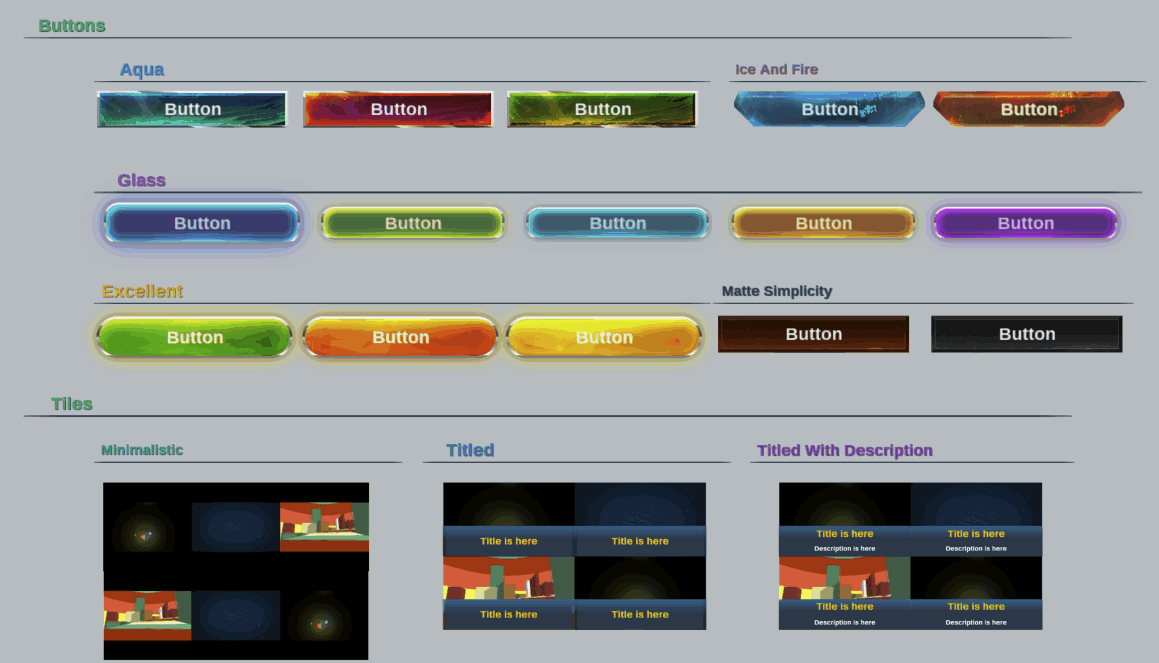 Buttons
Aqua
Ice And Fire
Button Button Button Button Button
Glass
Button Button Button Button Button
Excellent
Matte Simplicity
Button Button Button Button Button
Tiles
Minimalistic
Titled
Titled With Description
Title is here Title is here
Title is here Title is here
Description is here Description is here
Title is here Title is here
Title is here Title is here
Description is here Description is here